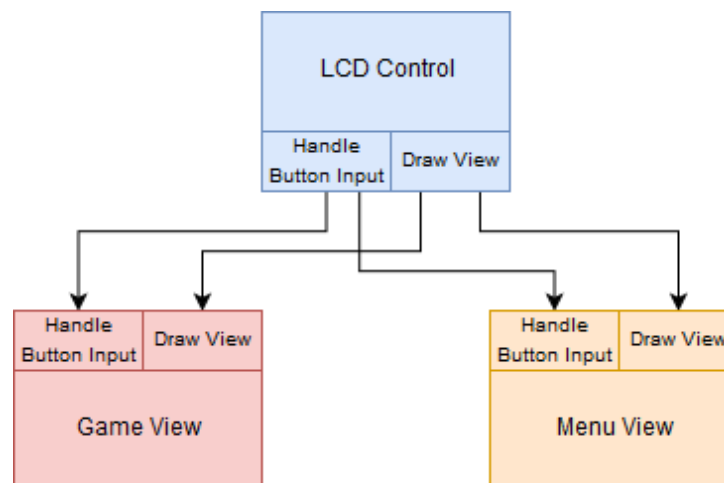 LCD Control
Handle
Button Input
Draw View
Handle
Button Input
Draw View
Game View
Handle
Button Input
Draw View
Menu View